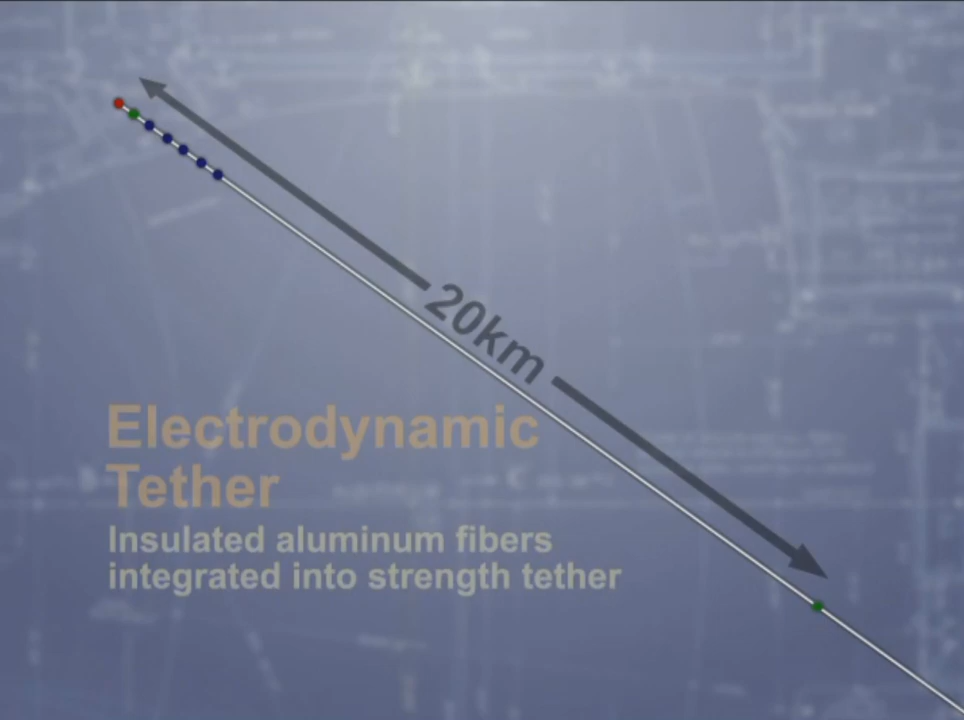 20km
Electrodynamic
Tether
Insulated aluminum fibers
integrated into strength tether